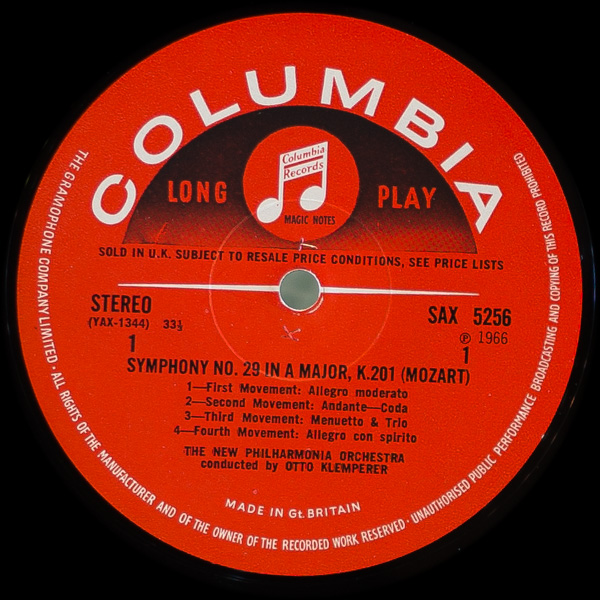 COLUMBIA
Columbia
Records
LONG PLAY
MAGIC NOTES
SOLD IN U.K. SUBJECT TO RESALE PRICE CONDITIONS, SEE PRICE LISTS
STEREO SAX 5256
(YAX-1344) 33⅓ ℗ 1966
1 1
SYMPHONY NO. 29 IN A MAJOR, K.201 (MOZART)
1—First Movement: Allegro moderato
2—Second Movement: Andante—Coda
3—Third Movement: Menuetto & Trio
4—Fourth Movement: Allegro con spirito
THE NEW PHILHARMONIA ORCHESTRA
conducted by OTTO KLEMPERER
MADE IN Gt. BRITAIN
THE GRAMOPHONE COMPANY LIMITED · ALL RIGHTS OF THE MANUFACTURER AND OF THE OWNER OF THE RECORDED WORK RESERVED · UNAUTHORISED PUBLIC PERFORMANCE BROADCASTING AND COPYING OF THIS RECORD PROHIBITED